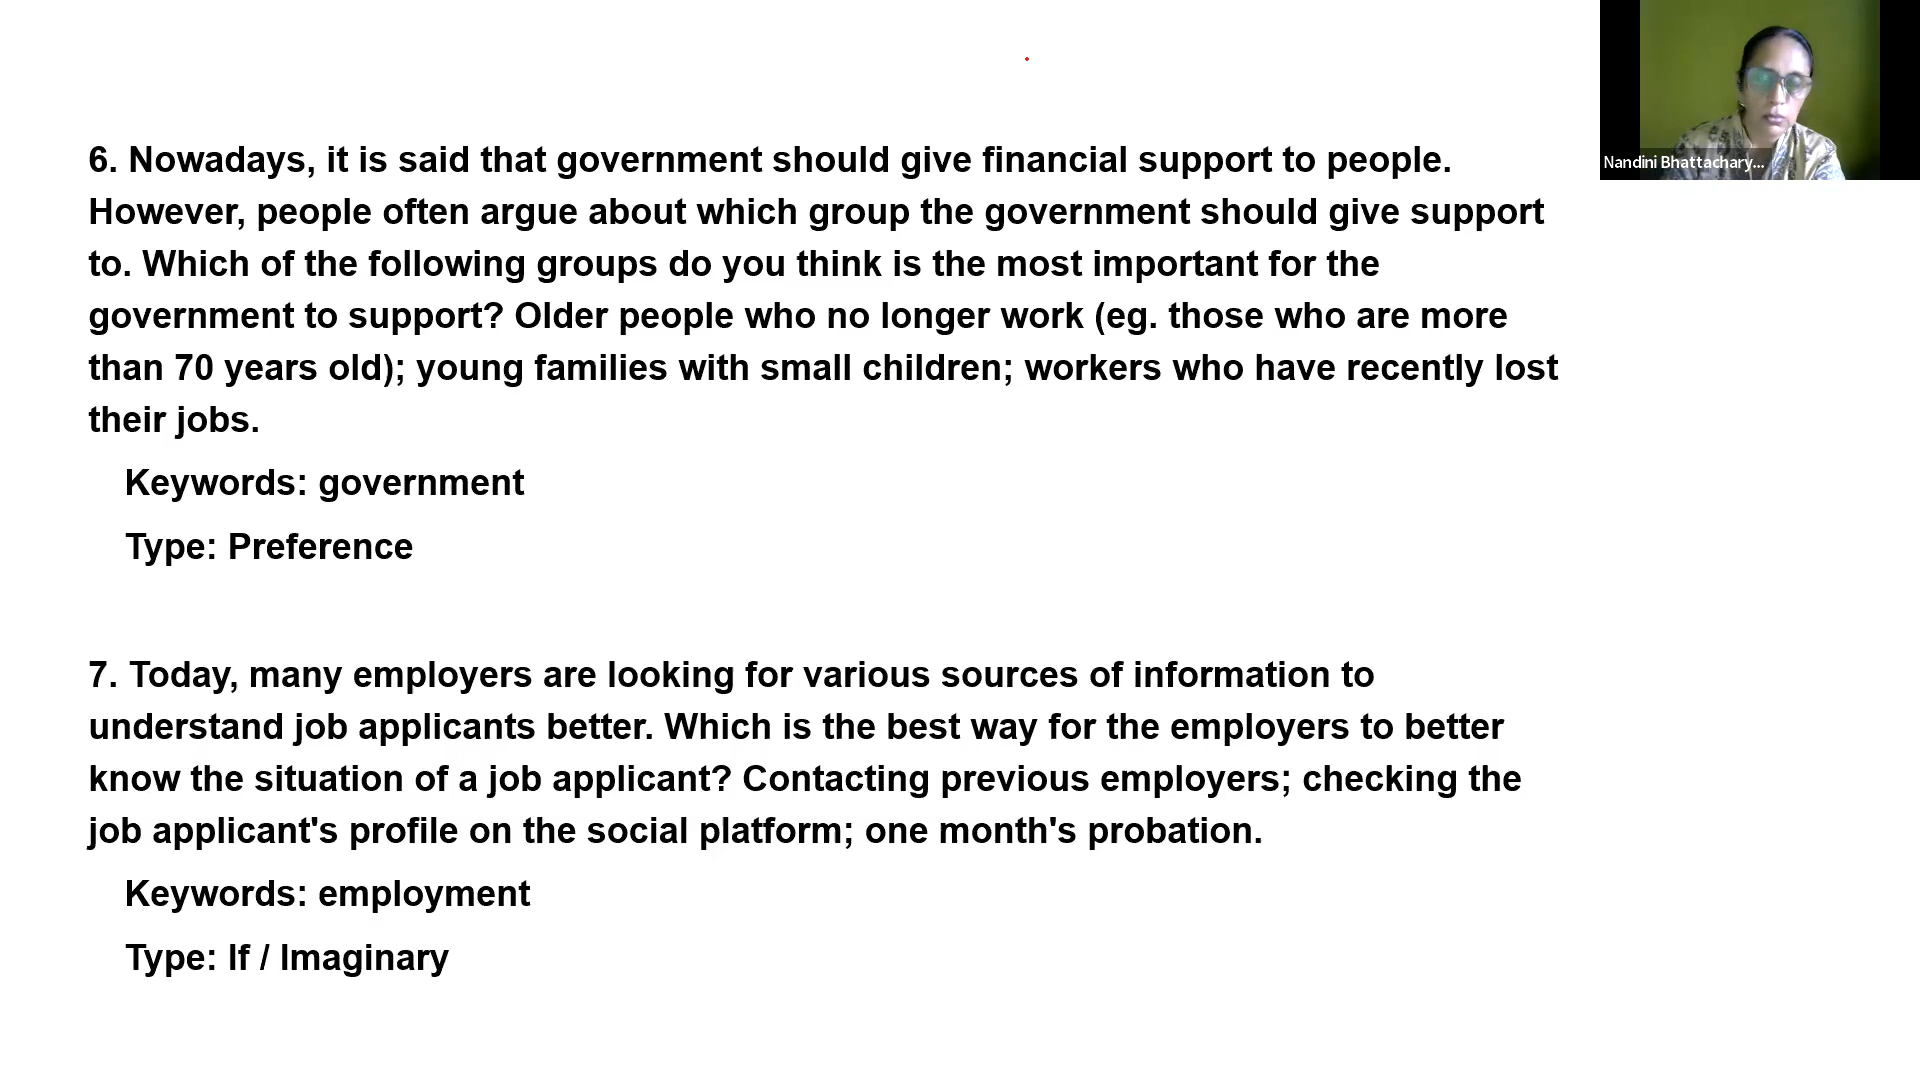 6. Nowadays, it is said that government should give financial support to people.
However, people often argue about which group the government should give support
to. Which of the following groups do you think is the most important for the
government to support? Older people who no longer work (eg. those who are more
than 70 years old); young families with small children; workers who have recently lost
their jobs.
Keywords: government
Type: Preference
7. Today, many employers are looking for various sources of information to
understand job applicants better. Which is the best way for the employers to better
know the situation of a job applicant? Contacting previous employers; checking the
job applicant's profile on the social platform; one month's probation.
Keywords: employment
Type: If / Imaginary
Nandini Bhattachary...